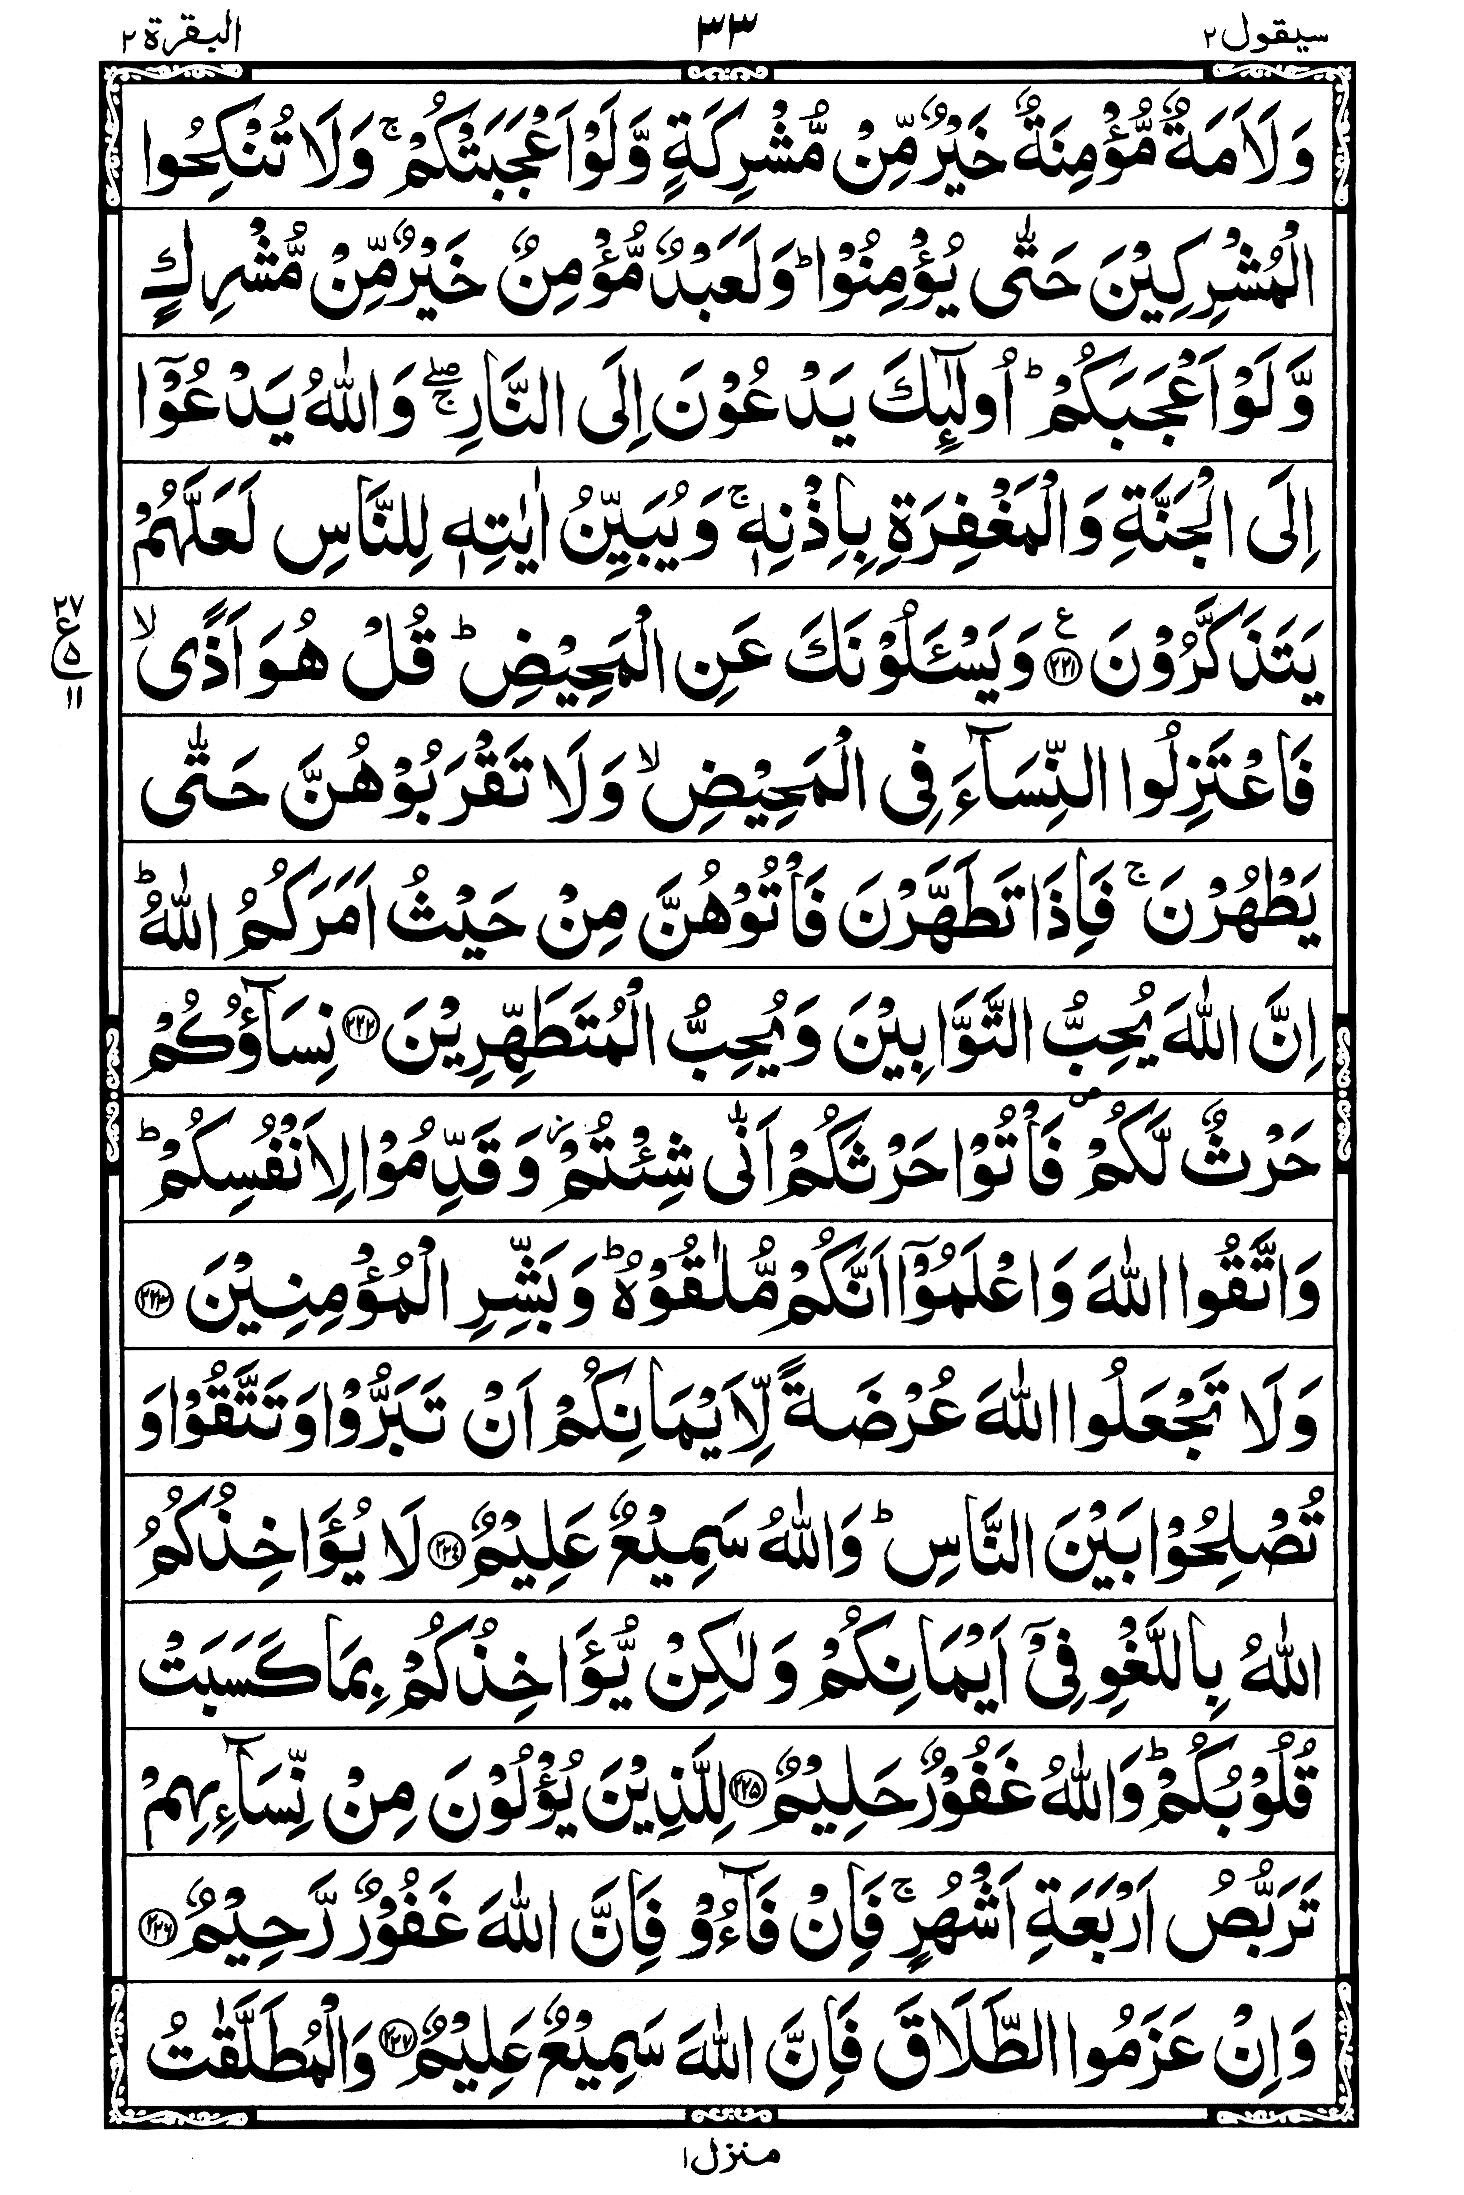 سيقول ٢
٣٣
البقرة ٢
وَلَاَمَةٌ مُّؤْمِنَةٌ خَيْرٌ مِّنْ مُّشْرِكَةٍ وَّلَوْ اَعْجَبَتْكُمْ ۚ وَلَا تُنْكِحُوا
الْمُشْرِكِيْنَ حَتّٰى يُؤْمِنُوْا ؕ وَلَعَبْدٌ مُّؤْمِنٌ خَيْرٌ مِّنْ مُّشْرِكٍ
وَّلَوْ اَعْجَبَكُمْ ؕ اُولٰٓئِكَ يَدْعُوْنَ اِلَى النَّارِ ۖۚ وَاللّٰهُ يَدْعُوْٓا
اِلَى الْجَنَّةِ وَالْمَغْفِرَةِ بِاِذْنِهٖ ۚ وَيُبَيِّنُ اٰيٰتِهٖ لِلنَّاسِ لَعَلَّهُمْ
يَتَذَكَّرُوْنَ ﴿٢٢١﴾ ع وَيَسْـَٔلُوْنَكَ عَنِ الْمَحِيْضِ ؕ قُلْ هُوَ اَذًى ۙ
٢٧
ع ٥
١١
فَاعْتَزِلُوا النِّسَآءَ فِى الْمَحِيْضِ ۙ وَلَا تَقْرَبُوْهُنَّ حَتّٰى
يَطْهُرْنَ ۚ فَاِذَا تَطَهَّرْنَ فَاْتُوْهُنَّ مِنْ حَيْثُ اَمَرَكُمُ اللّٰهُ ؕ
اِنَّ اللّٰهَ يُحِبُّ التَّوَّابِيْنَ وَيُحِبُّ الْمُتَطَهِّرِيْنَ ﴿٢٢٢﴾ نِسَآؤُكُمْ
حَرْثٌ لَّكُمْ ص فَاْتُوْا حَرْثَكُمْ اَنّٰى شِئْتُمْ ز وَقَدِّمُوْا لِاَنْفُسِكُمْ ؕ
وَاتَّقُوا اللّٰهَ وَاعْلَمُوْٓا اَنَّكُمْ مُّلٰقُوْهُ ؕ وَبَشِّرِ الْمُؤْمِنِيْنَ ﴿٢٢٣﴾
وَلَا تَجْعَلُوا اللّٰهَ عُرْضَةً لِّاَيْمَانِكُمْ اَنْ تَبَرُّوْا وَتَتَّقُوْا وَ
تُصْلِحُوْا بَيْنَ النَّاسِ ؕ وَاللّٰهُ سَمِيْعٌ عَلِيْمٌ ﴿٢٢٤﴾ لَا يُؤَاخِذُكُمُ
اللّٰهُ بِاللَّغْوِ فِىْٓ اَيْمَانِكُمْ وَلٰكِنْ يُّؤَاخِذُكُمْ بِمَا كَسَبَتْ
قُلُوْبُكُمْ ؕ وَاللّٰهُ غَفُوْرٌ حَلِيْمٌ ﴿٢٢٥﴾ لِلَّذِيْنَ يُؤْلُوْنَ مِنْ نِّسَآئِهِمْ
تَرَبُّصُ اَرْبَعَةِ اَشْهُرٍ ۚ فَاِنْ فَآءُوْ فَاِنَّ اللّٰهَ غَفُوْرٌ رَّحِيْمٌ ﴿٢٢٦﴾
وَاِنْ عَزَمُوا الطَّلَاقَ فَاِنَّ اللّٰهَ سَمِيْعٌ عَلِيْمٌ ﴿٢٢٧﴾ وَالْمُطَلَّقٰتُ
منزل ١